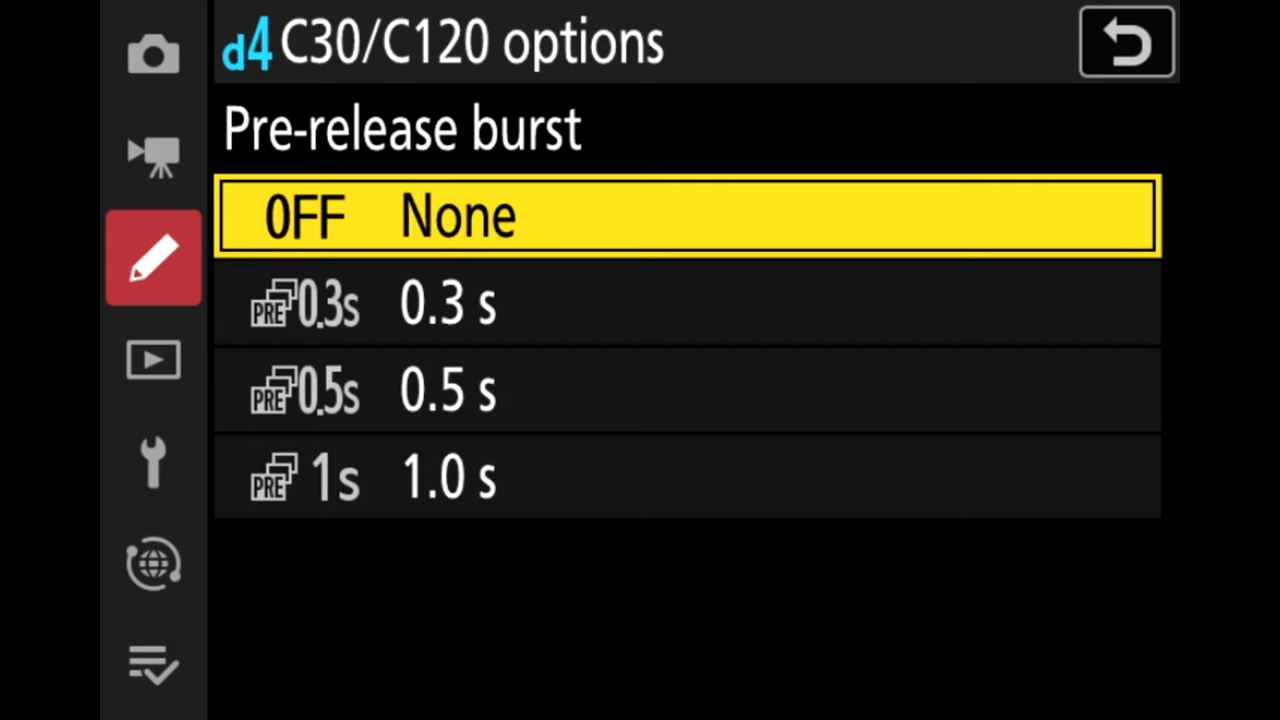 d4 C30/C120 options
Pre-release burst
OFF None
PRE 0.3s 0.3 s
PRE 0.5s 0.5 s
PRE 1s 1.0 s